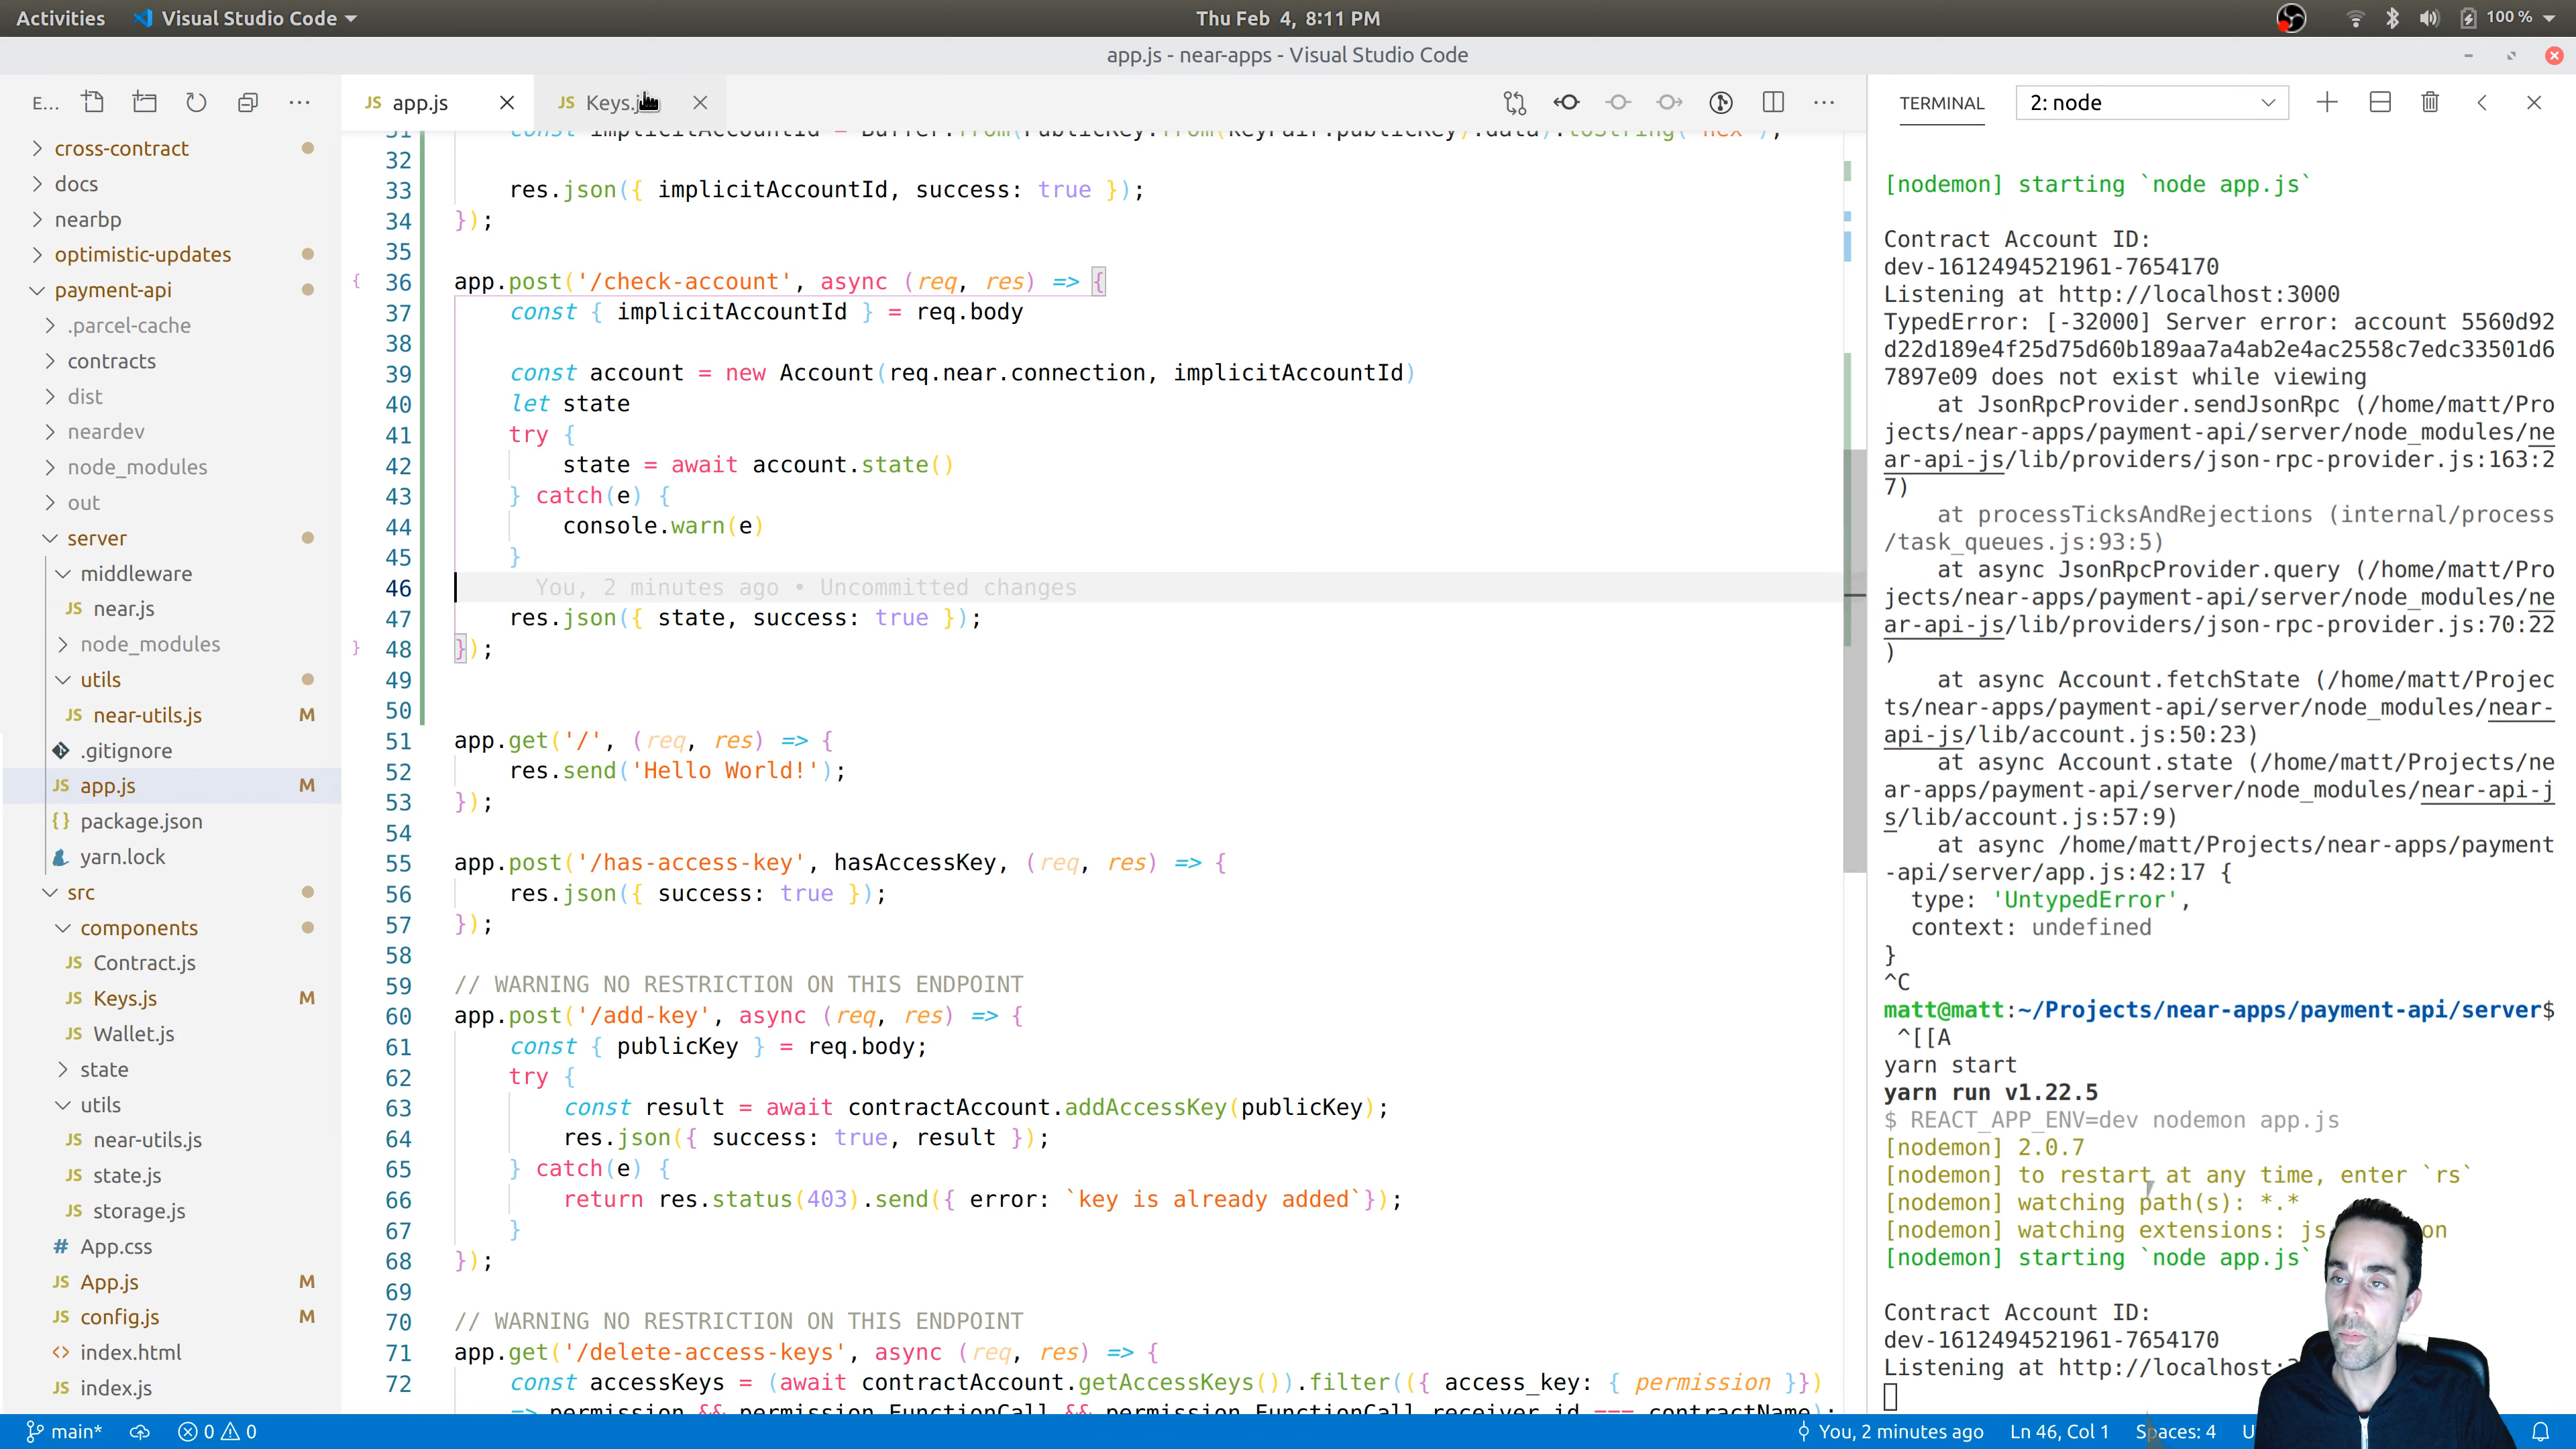 Activities Visual Studio Code Thu Feb 4, 8:11 PM 100 %
app.js - near-apps - Visual Studio Code
E... JS app.js JS Keys.j TERMINAL 2: node
cross-contract
docs
nearbp
optimistic-updates
payment-api
.parcel-cache
contracts
dist
neardev
node_modules
out
server
middleware
JS near.js
node_modules
utils
JS near-utils.js M
.gitignore
JS app.js M
{} package.json
yarn.lock
src
components
JS Contract.js
JS Keys.js M
JS Wallet.js
state
utils
JS near-utils.js
JS state.js
JS storage.js
# App.css
JS App.js M
JS config.js M
<> index.html
JS index.js
31 const implicitAccountId = Buffer.from(PublicKey.from(keyPair.publicKey).data).toString('hex');
32
33 res.json({ implicitAccountId, success: true });
34 });
35
36 app.post('/check-account', async (req, res) => {
37 const { implicitAccountId } = req.body
38
39 const account = new Account(req.near.connection, implicitAccountId)
40 let state
41 try {
42 state = await account.state()
43 } catch(e) {
44 console.warn(e)
45 }
46 You, 2 minutes ago • Uncommitted changes
47 res.json({ state, success: true });
48 });
49
50
51 app.get('/', (req, res) => {
52 res.send('Hello World!');
53 });
54
55 app.post('/has-access-key', hasAccessKey, (req, res) => {
56 res.json({ success: true });
57 });
58
59 // WARNING NO RESTRICTION ON THIS ENDPOINT
60 app.post('/add-key', async (req, res) => {
61 const { publicKey } = req.body;
62 try {
63 const result = await contractAccount.addAccessKey(publicKey);
64 res.json({ success: true, result });
65 } catch(e) {
66 return res.status(403).send({ error: `key is already added`});
67 }
68 });
69
70 // WARNING NO RESTRICTION ON THIS ENDPOINT
71 app.get('/delete-access-keys', async (req, res) => {
72 const accessKeys = (await contractAccount.getAccessKeys()).filter(({ access_key: { permission }})
=> permission && permission.FunctionCall && permission.FunctionCall.receiver_id === contractName);
[nodemon] starting `node app.js`
Contract Account ID:
dev-1612494521961-7654170
Listening at http://localhost:3000
TypedError: [-32000] Server error: account 5560d92
d22d189e4f25d75d60b189aa7a4ab2e4ac2558c7edc33501d6
7897e09 does not exist while viewing
at JsonRpcProvider.sendJsonRpc (/home/matt/Pro
jects/near-apps/payment-api/server/node_modules/ne
ar-api-js/lib/providers/json-rpc-provider.js:163:2
7)
at processTicksAndRejections (internal/process
/task_queues.js:93:5)
at async JsonRpcProvider.query (/home/matt/Pro
jects/near-apps/payment-api/server/node_modules/ne
ar-api-js/lib/providers/json-rpc-provider.js:70:22
)
at async Account.fetchState (/home/matt/Projec
ts/near-apps/payment-api/server/node_modules/near-
api-js/lib/account.js:50:23)
at async Account.state (/home/matt/Projects/ne
ar-apps/payment-api/server/node_modules/near-api-j
s/lib/account.js:57:9)
at async /home/matt/Projects/near-apps/payment
-api/server/app.js:42:17 {
type: 'UntypedError',
context: undefined
}
^C
matt@matt:~/Projects/near-apps/payment-api/server$
^[[A
yarn start
yarn run v1.22.5
$ REACT_APP_ENV=dev nodemon app.js
[nodemon] 2.0.7
[nodemon] to restart at any time, enter `rs`
[nodemon] watching path(s): *.*
[nodemon] watching extensions: js on
[nodemon] starting `node app.js`
Contract Account ID:
dev-1612494521961-7654170
Listening at http://localhost:
main* 0 0 You, 2 minutes ago Ln 46, Col 1 Spaces: 4 U